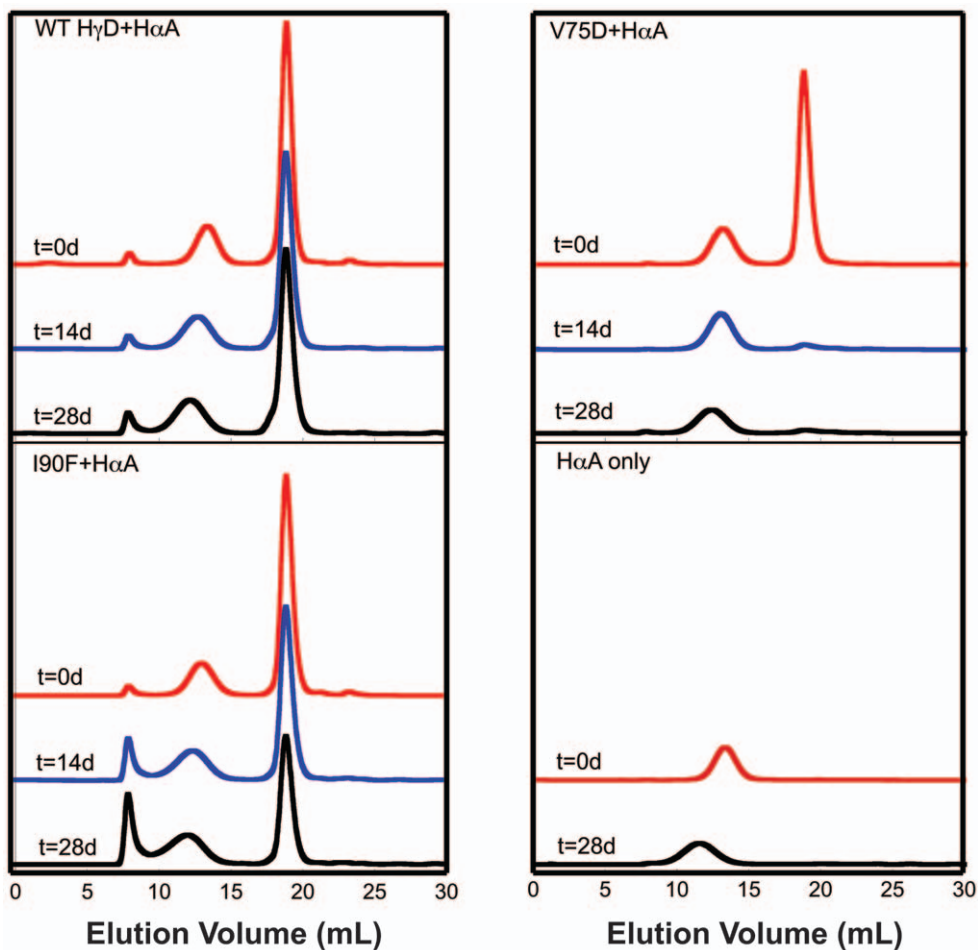 WT HγD+HαA
t=0d
t=14d
t=28d
I90F+HαA
t=0d
t=14d
t=28d
0 5 10 15 20 25 30
Elution Volume (mL)
V75D+HαA
t=0d
t=14d
t=28d
HαA only
t=0d
t=28d
0 5 10 15 20 25 30
Elution Volume (mL)